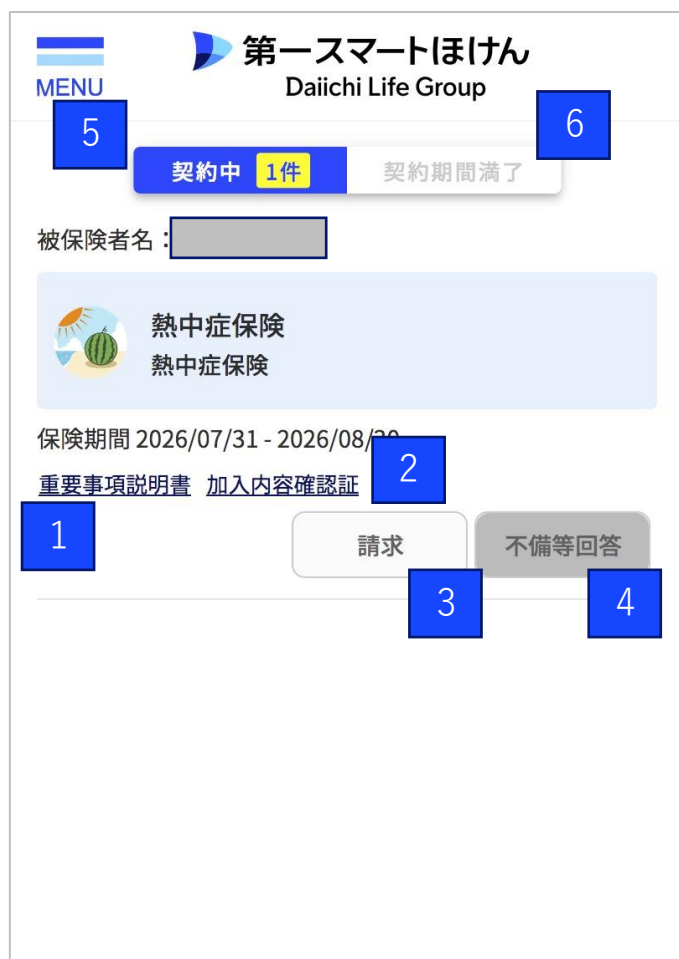 第一スマートほけん
Daiichi Life Group
MENU
5
6
契約中 1件 契約期間満了
被保険者名：
熱中症保険
熱中症保険
保険期間 2026/07/31 - 2026/08/
2
重要事項説明書 加入内容確認証
1
請求 不備等回答
3
4